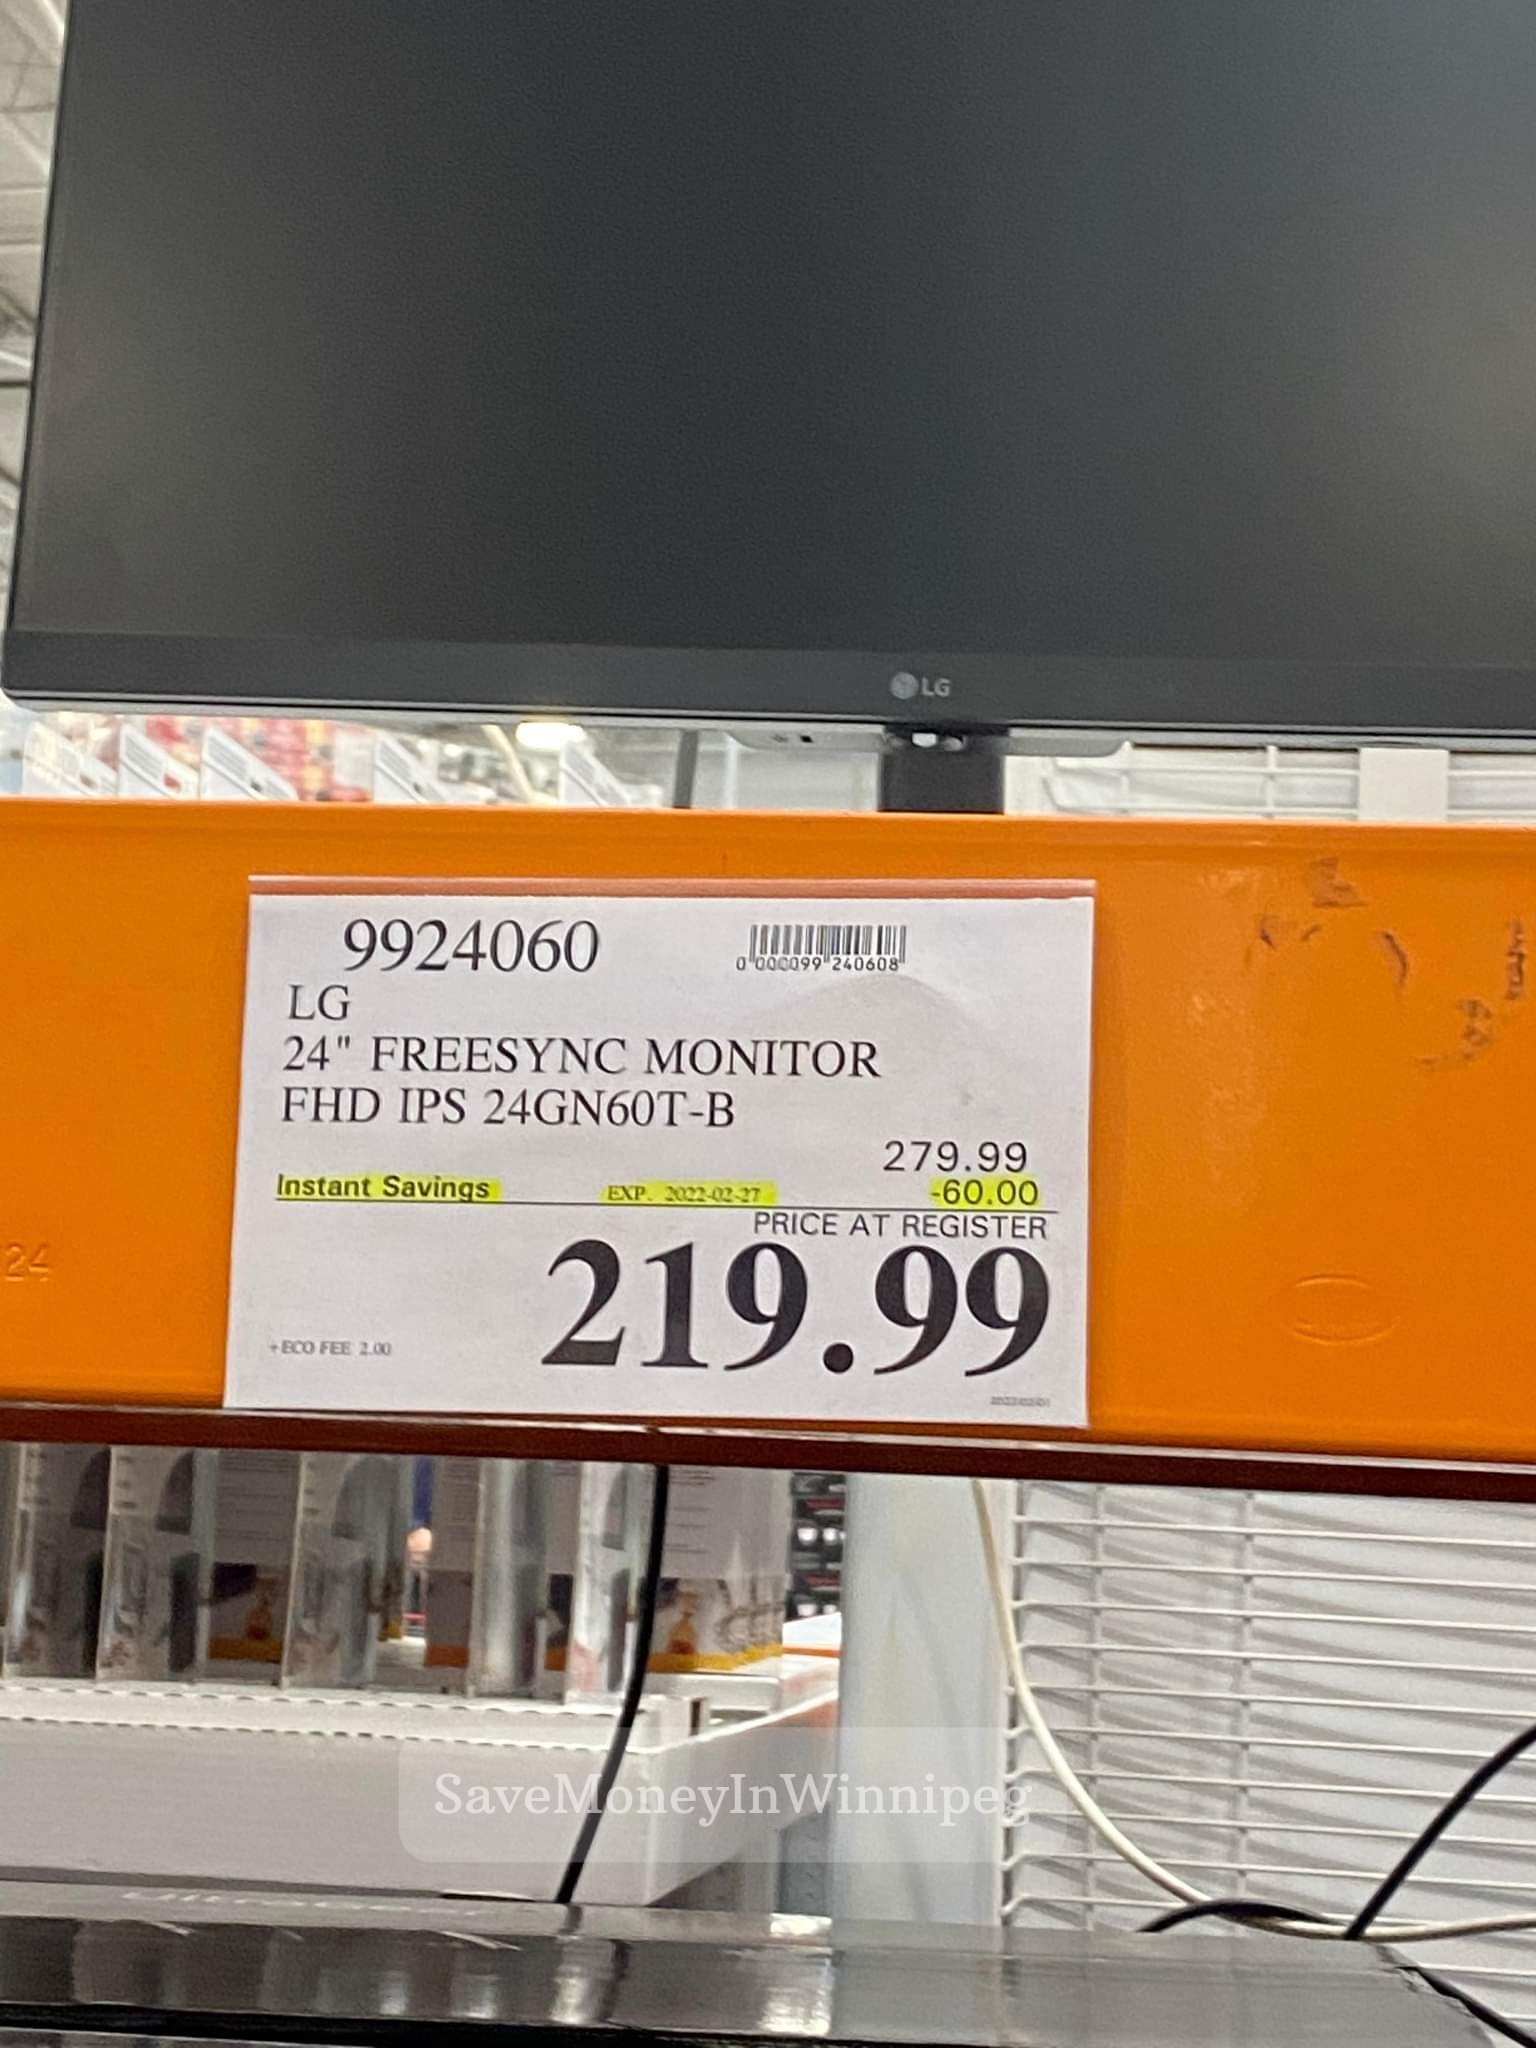 LG
9924060
0 000099 240608
LG
24" FREESYNC MONITOR
FHD IPS 24GN60T-B
279.99
Instant Savings EXP. 2022-02-27 -60.00
PRICE AT REGISTER
219.99
+ECO FEE 2.00
24
SaveMoneyInWinnipeg